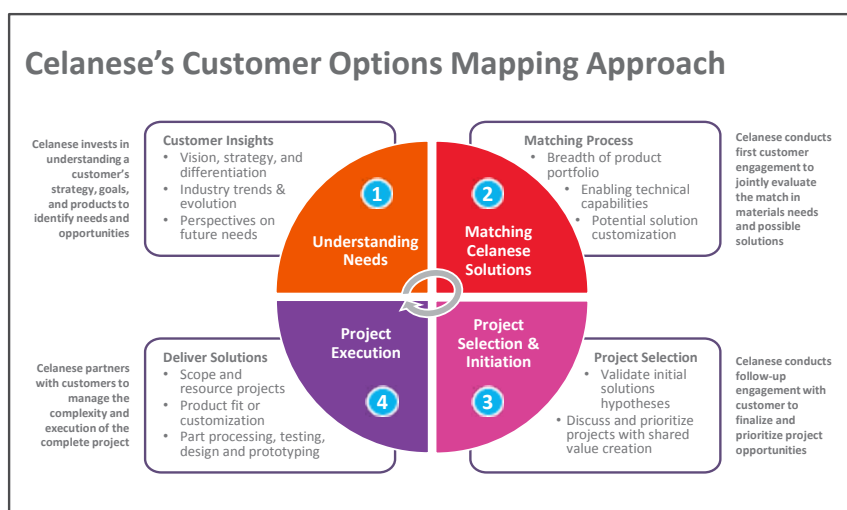 Celanese's Customer Options Mapping Approach
Celanese invests in
understanding a
customer's
strategy, goals,
and products to
identify needs and
opportunities
Customer Insights
• Vision, strategy, and
differentiation
• Industry trends &
evolution
• Perspectives on
future needs
1
Understanding
Needs
2
Matching
Celanese
Solutions
Matching Process
• Breadth of product
portfolio
• Enabling technical
capabilities
• Potential solution
customization
Celanese conducts
first customer
engagement to
jointly evaluate
the match in
materials needs
and possible
solutions
Celanese partners
with customers to
manage the
complexity and
execution of the
complete project
Deliver Solutions
• Scope and
resource projects
• Product fit or
customization
• Part processing, testing,
design and prototyping
Project
Execution
4
Project
Selection &
Initiation
3
Project Selection
• Validate initial
solutions
hypotheses
• Discuss and prioritize
projects with shared
value creation
Celanese conducts
follow-up
engagement with
customer to
finalize and
prioritize project
opportunities